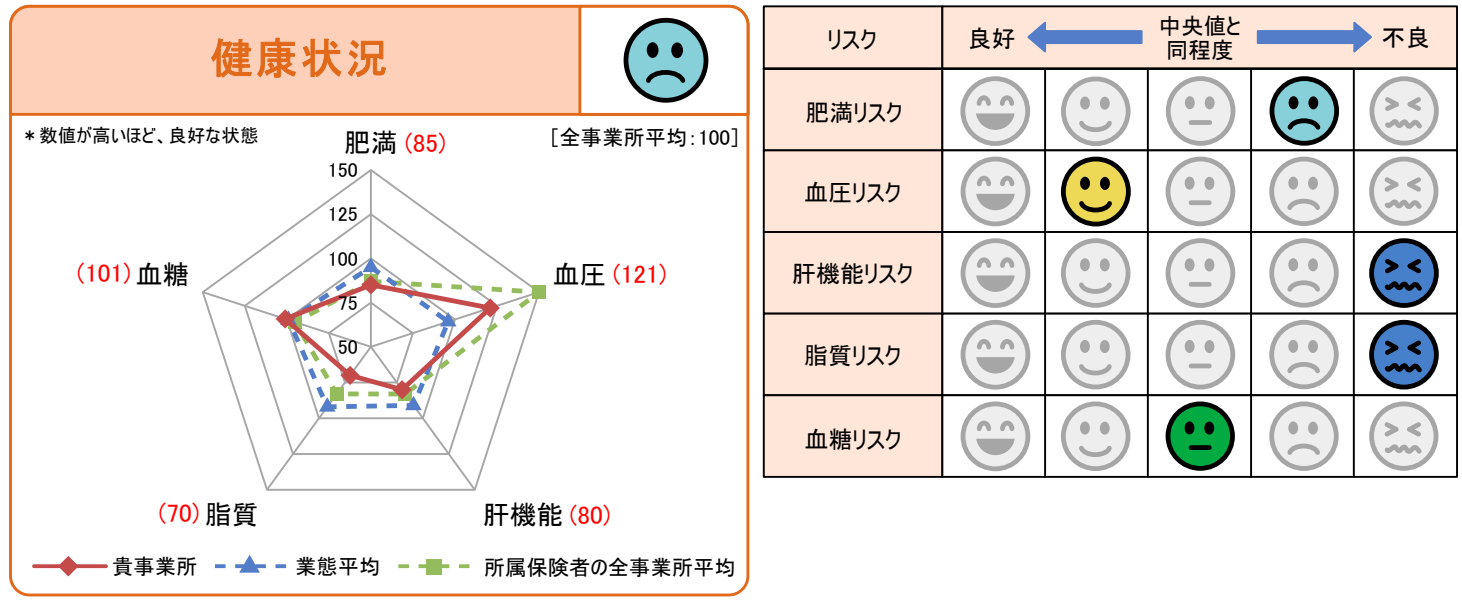 健康状況
＊数値が高いほど、良好な状態
[全事業所平均：100]
肥満(85)
150
125
100
75
50
(101)血糖
血圧(121)
(70)脂質
肝機能(80)
貴事業所
業態平均
所属保険者の全事業所平均
リスク
良好
中央値と
同程度
不良
肥満リスク
血圧リスク
肝機能リスク
脂質リスク
血糖リスク